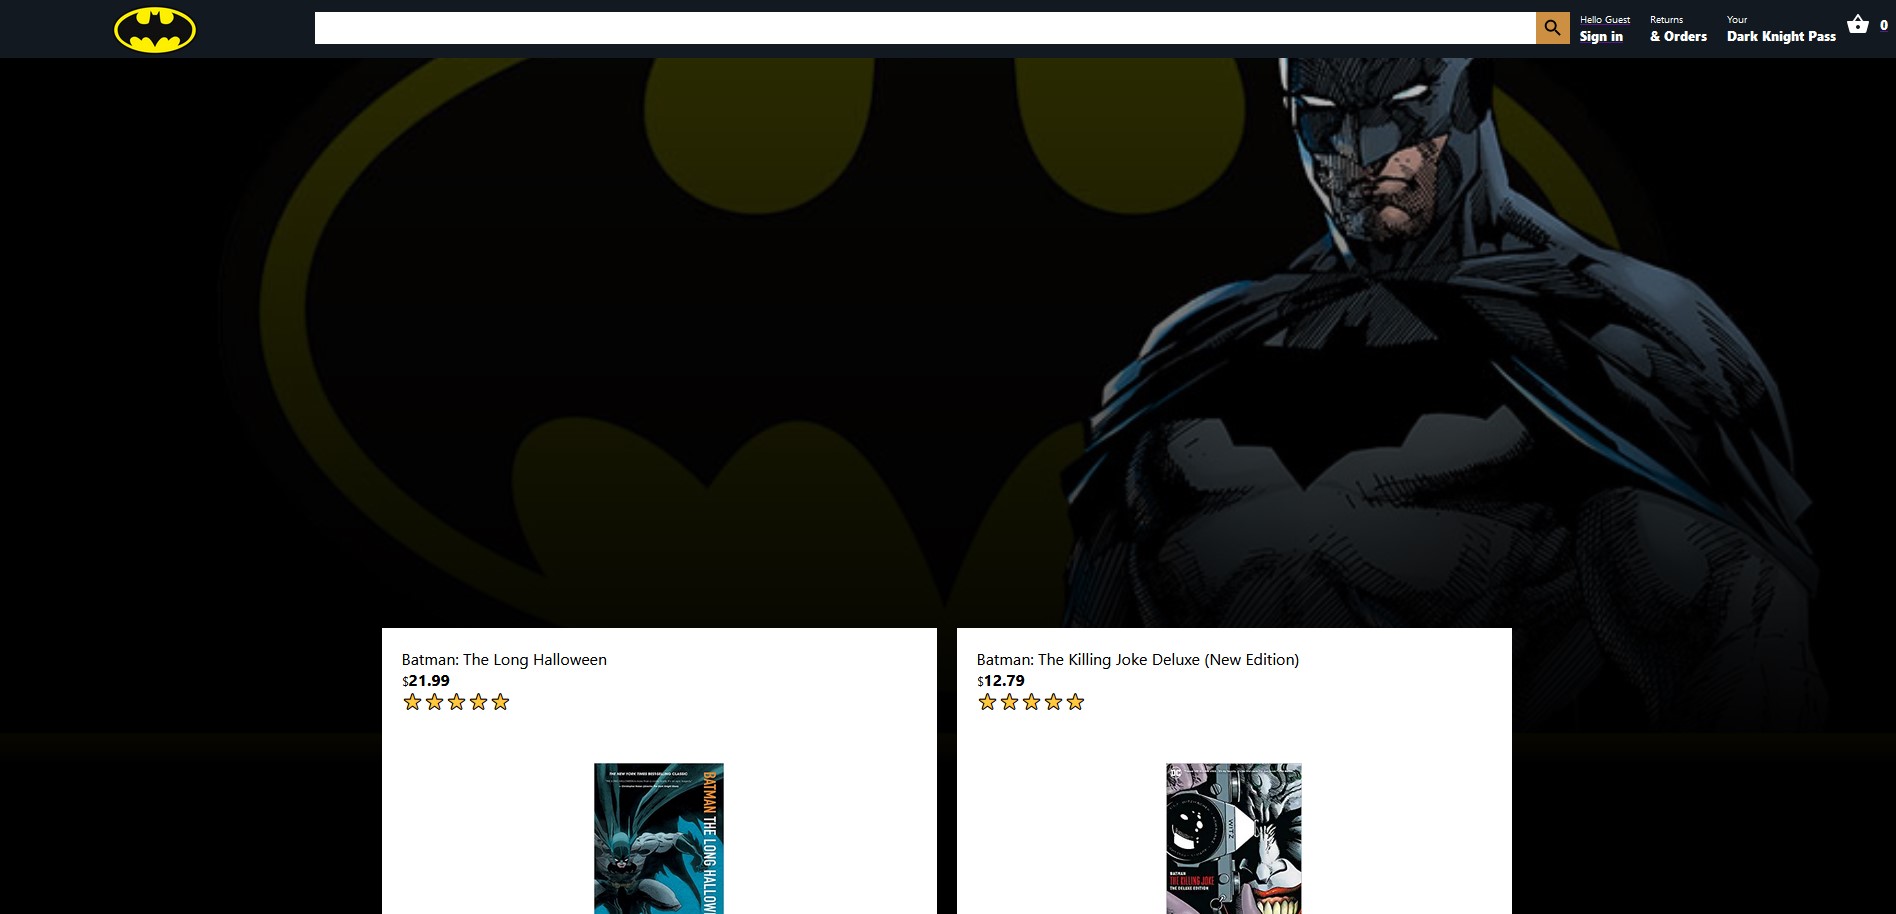 Hello Guest
Sign in
Returns
& Orders
Your
Dark Knight Pass
0
Batman: The Long Halloween
$21.99
Batman: The Killing Joke Deluxe (New Edition)
$12.79
THE NEW YORK TIMES BESTSELLING CLASSIC
BATMAN THE LONG HALLOW
DC
WITZ
BATMAN
THE KILLING JOKE
THE DELUXE EDITION